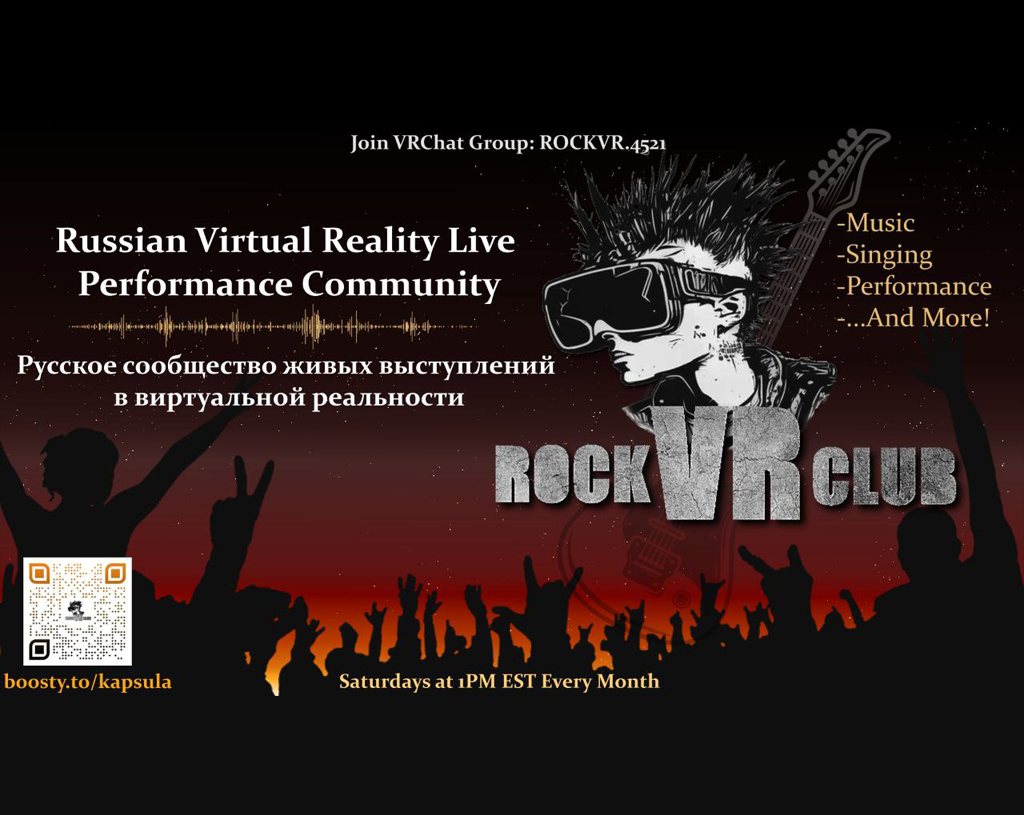 Join VRChat Group: ROCKVR.4521
Russian Virtual Reality Live
Performance Community
Русское сообщество живых выступлений
в виртуальной реальности
-Music
-Singing
-Performance
-...And More!
ROCK VR CLUB
boosty.to/kapsula
Saturdays at 1PM EST Every Month